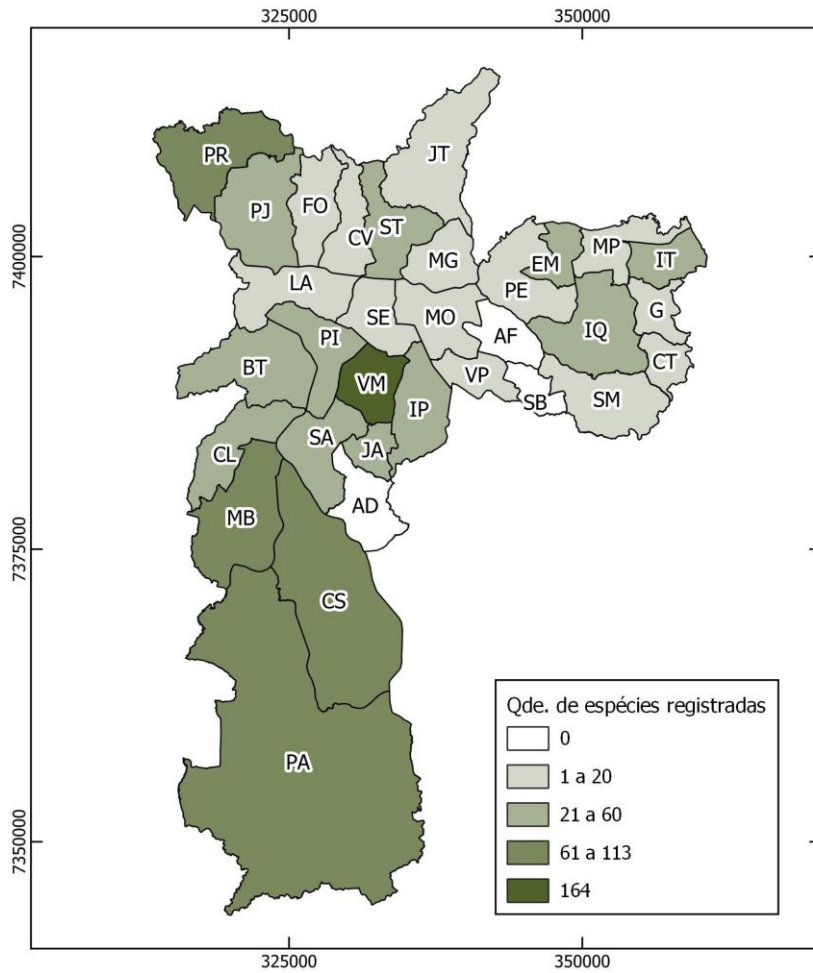 325000 350000
JT
PR
PJ FO CV ST
7400000
MG EM MP IT
LA PE
SE MO G
PI AF IQ
BT VM VP CT
IP SB SM
SA JA
CL
AD
MB
7375000
CS
PA
7350000
Qde. de espécies registradas
0
1 a 20
21 a 60
61 a 113
164
325000 350000